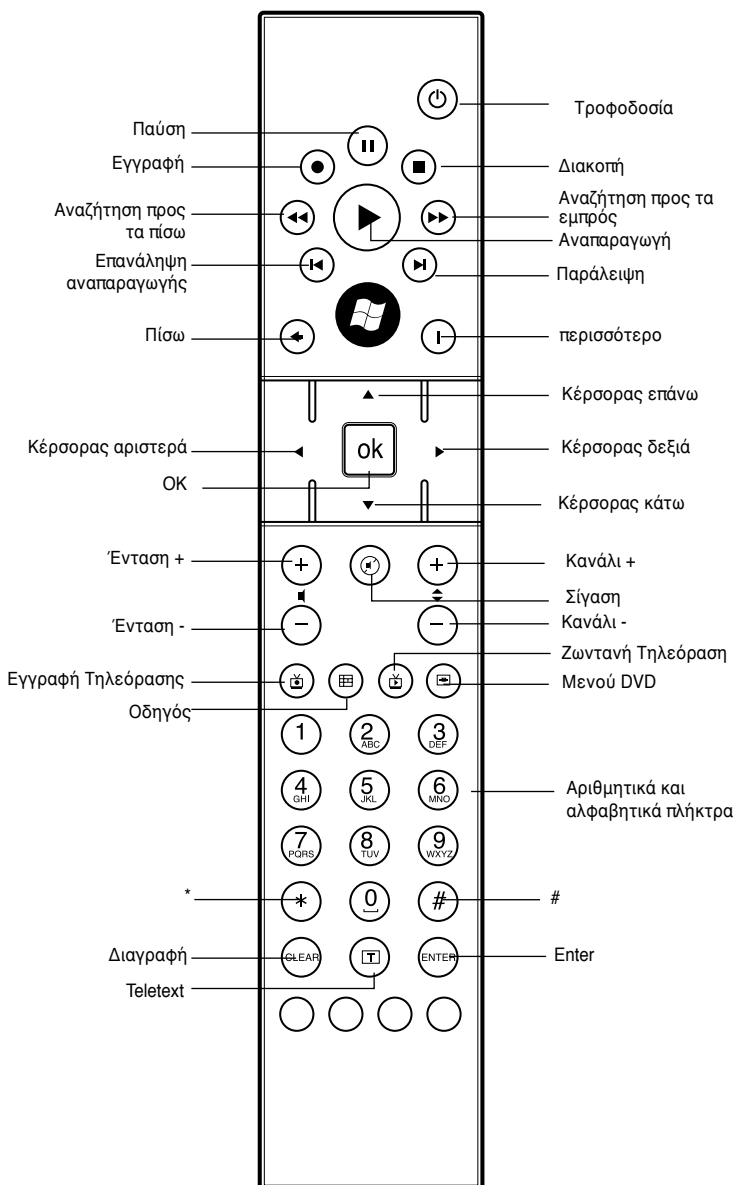 Τροφοδοσία
Παύση
Εγγραφή
Διακοπή
Αναζήτηση προς
τα πίσω
Αναζήτηση προς τα
εμπρός
Αναπαραγωγή
Επανάληψη
αναπαραγωγής
Παράλειψη
Πίσω
περισσότερο
Κέρσορας επάνω
Κέρσορας αριστερά
ok
Κέρσορας δεξιά
OK
Κέρσορας κάτω
Ένταση +
Κανάλι +
Σίγαση
Ένταση -
Κανάλι -
Ζωντανή Τηλεόραση
Εγγραφή Τηλεόρασης
Μενού DVD
Οδηγός
1
2 ABC
3 DEF
4 GHI
5 JKL
6 MNO
Αριθμητικά και
αλφαβητικά πλήκτρα
7 PQRS
8 TUV
9 WXYZ
*
* 0 #
#
Διαγραφή
CLEAR
T
ENTER
Enter
Teletext